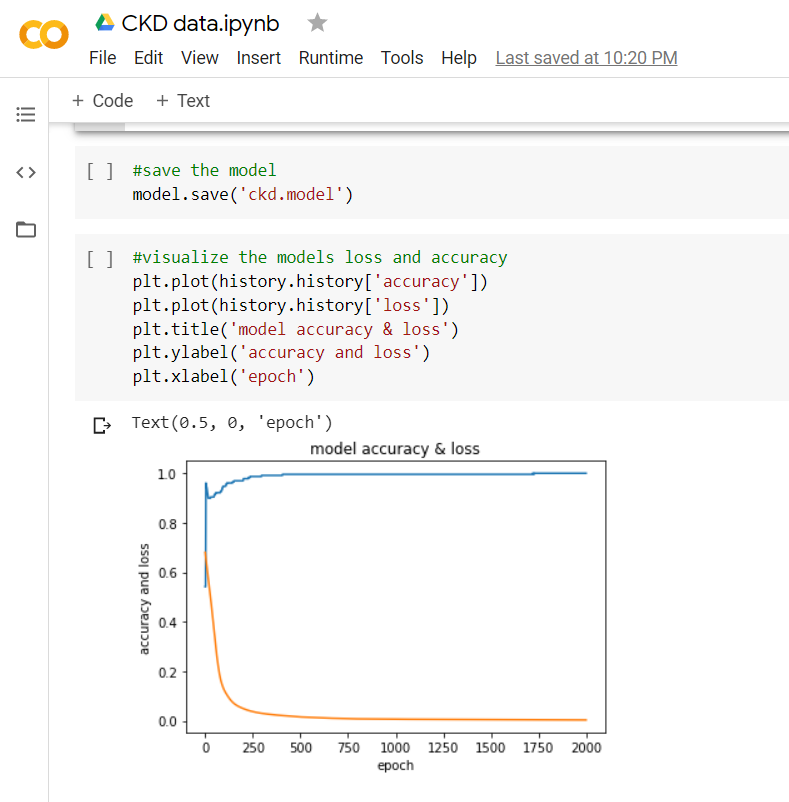 CKD data.ipynb
File Edit View Insert Runtime Tools Help Last saved at 10:20 PM
+ Code + Text
[ ] #save the model
model.save('ckd.model')
[ ] #visualize the models loss and accuracy
plt.plot(history.history['accuracy'])
plt.plot(history.history['loss'])
plt.title('model accuracy & loss')
plt.ylabel('accuracy and loss')
plt.xlabel('epoch')
Text(0.5, 0, 'epoch')
model accuracy & loss
accuracy and loss
1.0
0.8
0.6
0.4
0.2
0.0
0 250 500 750 1000 1250 1500 1750 2000
epoch